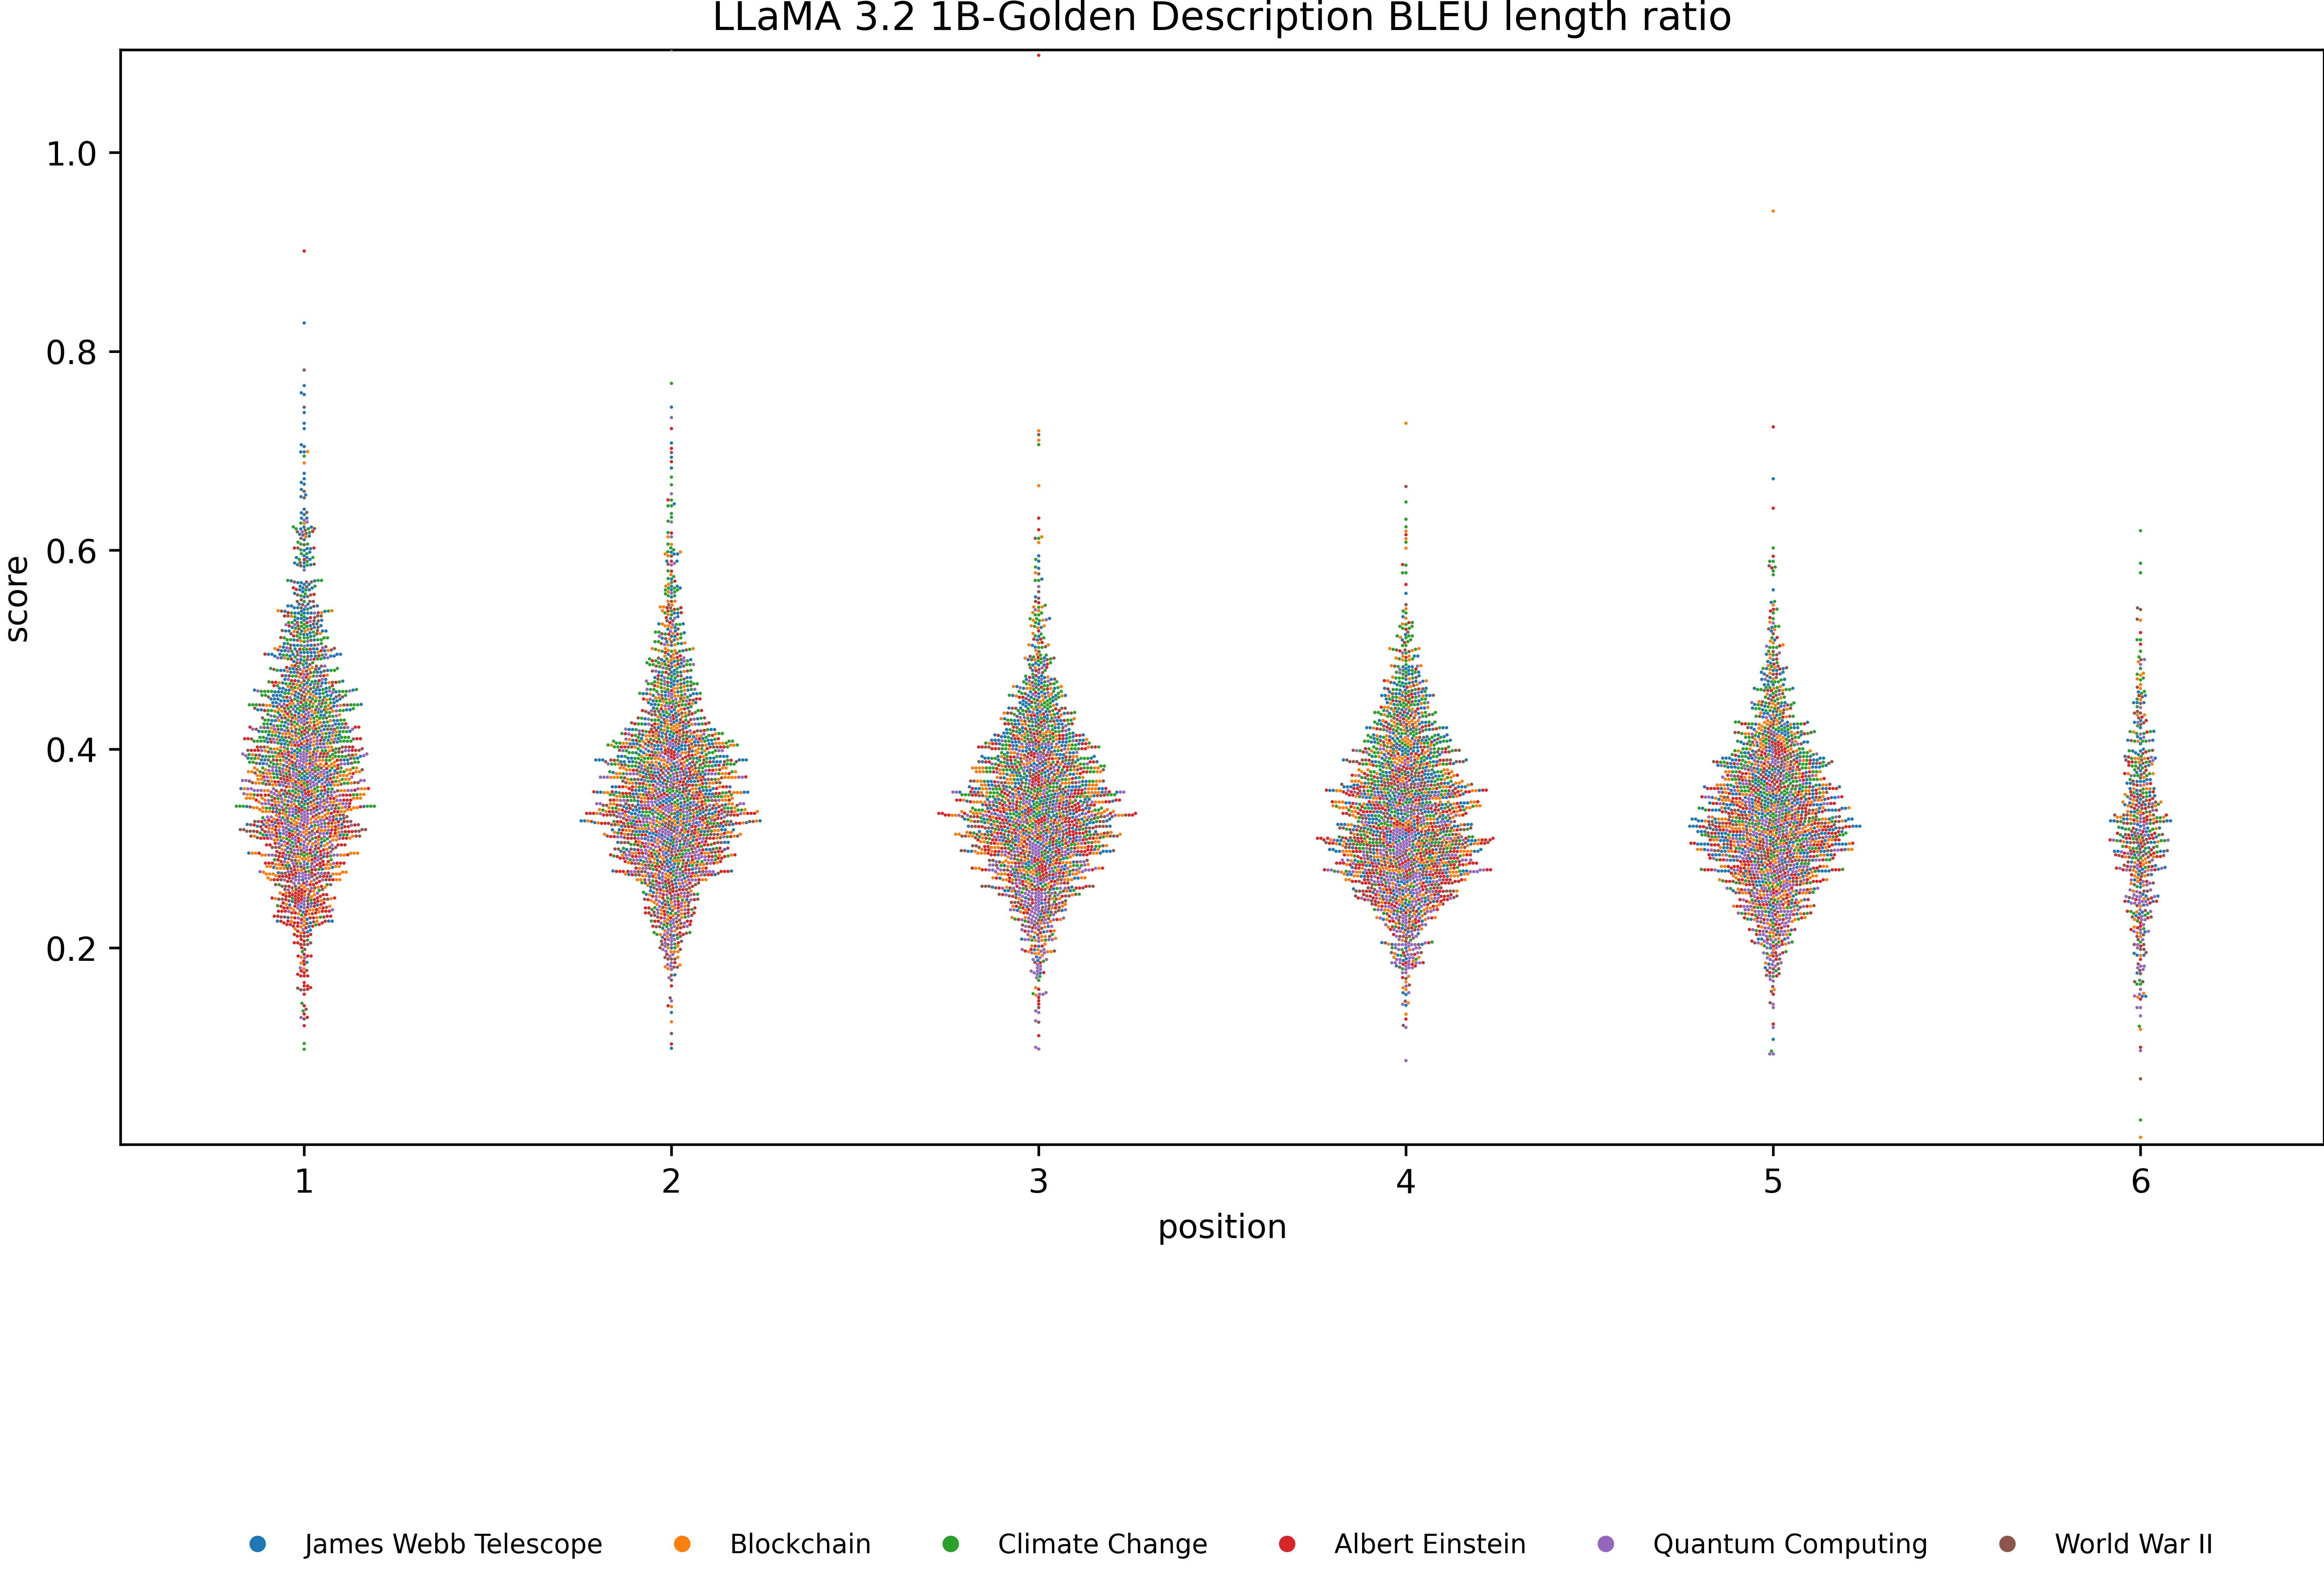 LLaMA 3.2 1B-Golden Description BLEU length ratio
1.0
0.8
0.6
0.4
0.2
score
1 2 3 4 5 6
position
James Webb Telescope Blockchain Climate Change Albert Einstein Quantum Computing World War II